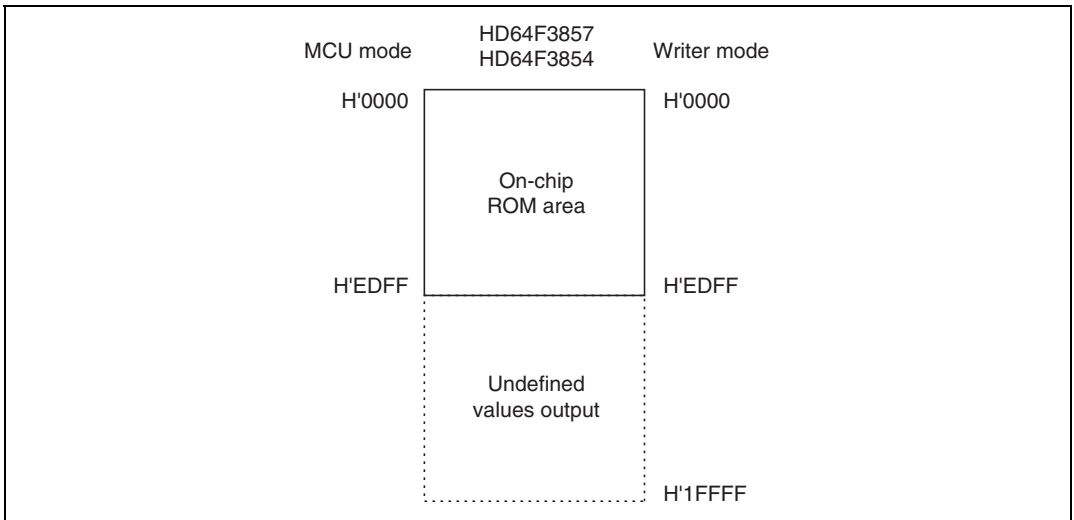 HD64F3857
MCU mode HD64F3854 Writer mode
H'0000 H'0000
On-chip
ROM area
H'EDFF H'EDFF
Undefined
values output
H'1FFFF